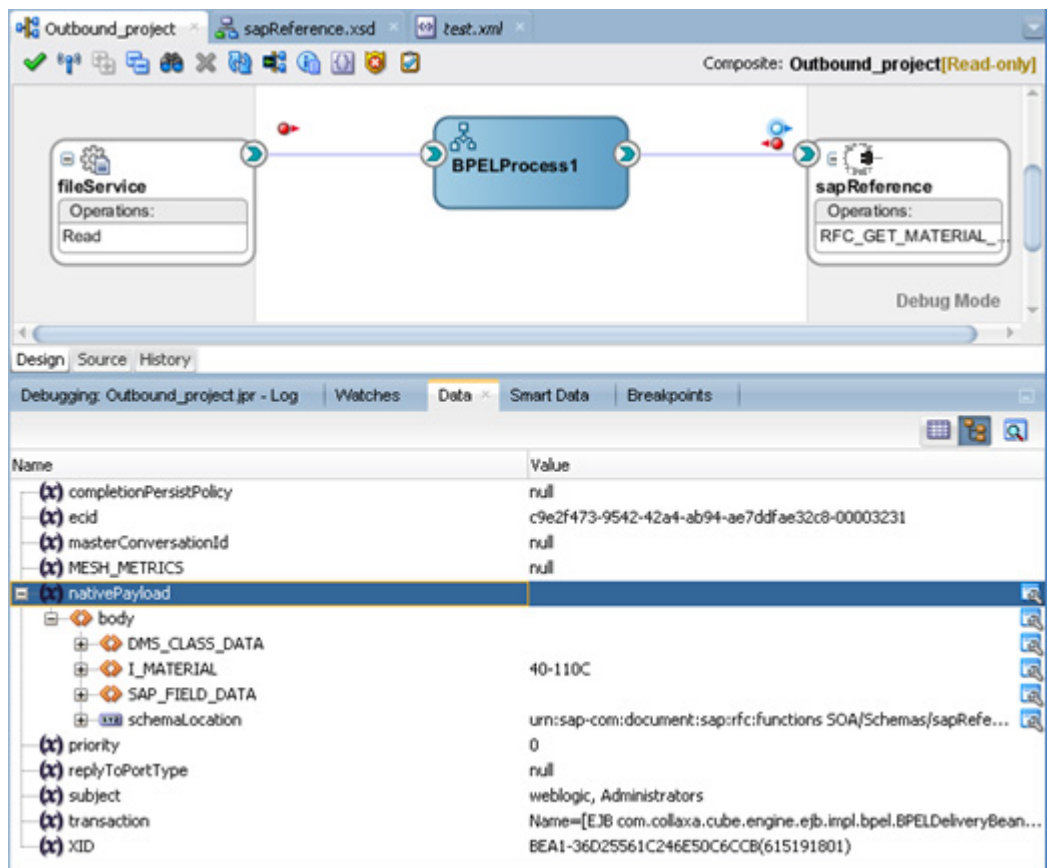 Outbound_project sapReference.xsd test.xml
Composite: Outbound_project[Read-only]
BPELProcess1
fileService
Operations:
Read
sapReference
Operations:
RFC_GET_MATERIAL_...
Debug Mode
Design Source History
Debugging: Outbound_project.jpr - Log Watches Data Smart Data Breakpoints
Name Value
(x) completionPersistPolicy null
(x) ecid c9e2f473-9542-42a4-ab94-ae7ddfae32c8-00003231
(x) masterConversationId null
(x) MESH_METRICS null
(x) nativePayload
body
DMS_CLASS_DATA
I_MATERIAL 40-110C
SAP_FIELD_DATA
schemaLocation urn:sap-com:document:sap:rfc:functions SOA/Schemas/sapRefe...
(x) priority 0
(x) replyToPortType null
(x) subject weblogic, Administrators
(x) transaction Name=[EJB com.collaxa.cube.engine.ejb.impl.bpel.BPELDeliveryBean...
(x) XID BEA1-36D25561C246E50C6CCB(615191801)